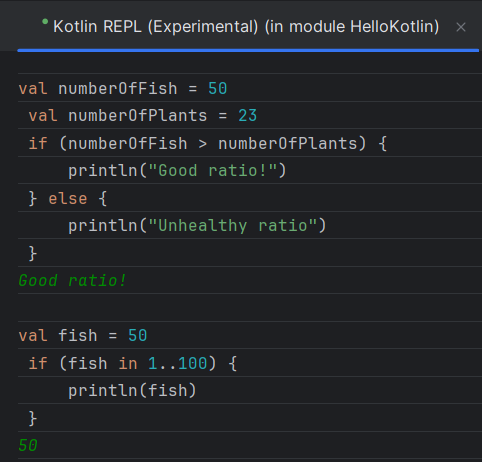 Kotlin REPL (Experimental) (in module HelloKotlin) ×
val numberOfFish = 50
val numberOfPlants = 23
if (numberOfFish > numberOfPlants) {
    println("Good ratio!")
} else {
    println("Unhealthy ratio")
}
Good ratio!
val fish = 50
if (fish in 1..100) {
    println(fish)
}
50